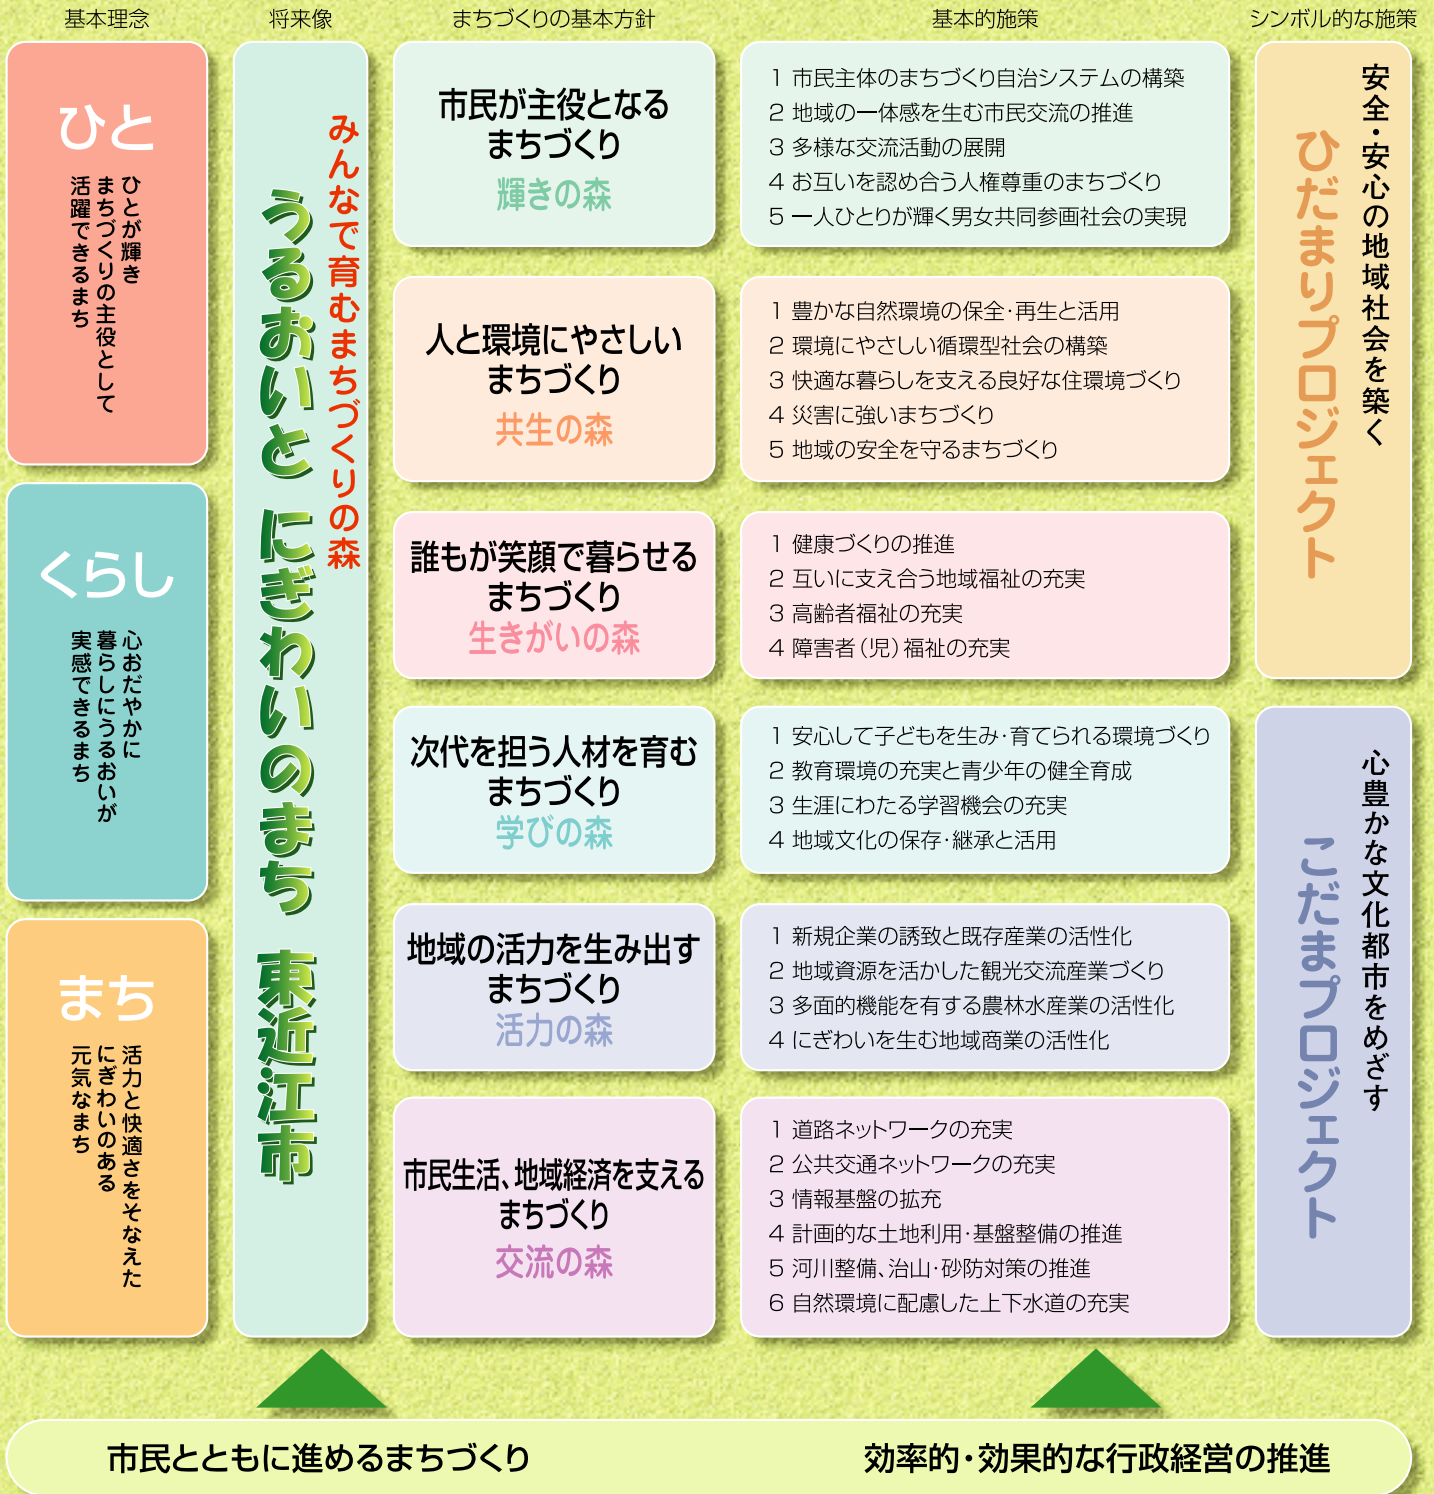 基本理念
将来像
まちづくりの基本方針
基本的施策
シンボル的な施策
ひと
ひとが輝き
まちづくりの主役として
活躍できるまち
くらし
心おだやかに
暮らしにうるおいが
実感できるまち
まち
活力と快適さをそなえた
にぎわいのある
元気なまち
みんなで育むまちづくりの森
うるおいと にぎわいのまち 東近江市
市民が主役となる
まちづくり
輝きの森
1 市民主体のまちづくり自治システムの構築
2 地域の一体感を生む市民交流の推進
3 多様な交流活動の展開
4 お互いを認め合う人権尊重のまちづくり
5 一人ひとりが輝く男女共同参画社会の実現
人と環境にやさしい
まちづくり
共生の森
1 豊かな自然環境の保全・再生と活用
2 環境にやさしい循環型社会の構築
3 快適な暮らしを支える良好な住環境づくり
4 災害に強いまちづくり
5 地域の安全を守るまちづくり
誰もが笑顔で暮らせる
まちづくり
生きがいの森
1 健康づくりの推進
2 互いに支え合う地域福祉の充実
3 高齢者福祉の充実
4 障害者（児）福祉の充実
次代を担う人材を育む
まちづくり
学びの森
1 安心して子どもを生み・育てられる環境づくり
2 教育環境の充実と青少年の健全育成
3 生涯にわたる学習機会の充実
4 地域文化の保存・継承と活用
地域の活力を生み出す
まちづくり
活力の森
1 新規企業の誘致と既存産業の活性化
2 地域資源を活かした観光交流産業づくり
3 多面的機能を有する農林水産業の活性化
4 にぎわいを生む地域商業の活性化
市民生活、地域経済を支える
まちづくり
交流の森
1 道路ネットワークの充実
2 公共交通ネットワークの充実
3 情報基盤の拡充
4 計画的な土地利用・基盤整備の推進
5 河川整備、治山・砂防対策の推進
6 自然環境に配慮した上下水道の充実
安全・安心の地域社会を築く
ひだまりプロジェクト
心豊かな文化都市をめざす
こだまプロジェクト
市民とともに進めるまちづくり
効率的・効果的な行政経営の推進